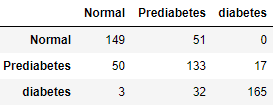 Normal Prediabetes diabetes
Normal 149 51 0
Prediabetes 50 133 17
diabetes 3 32 165